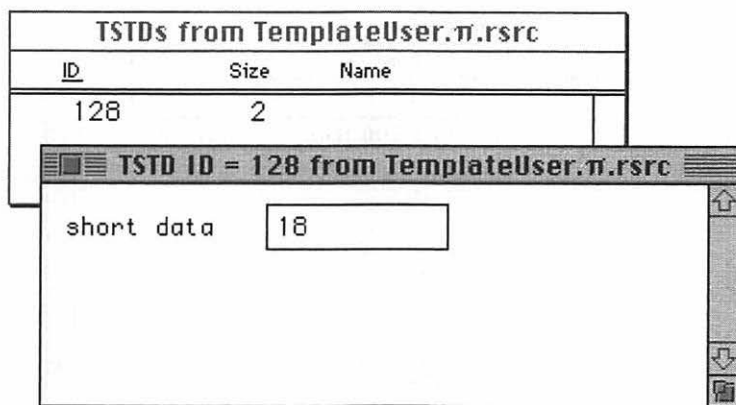 TSTDs from TemplateUser.π.rsrc
ID Size Name
128 2
TSTD ID = 128 from TemplateUser.π.rsrc
short data 18